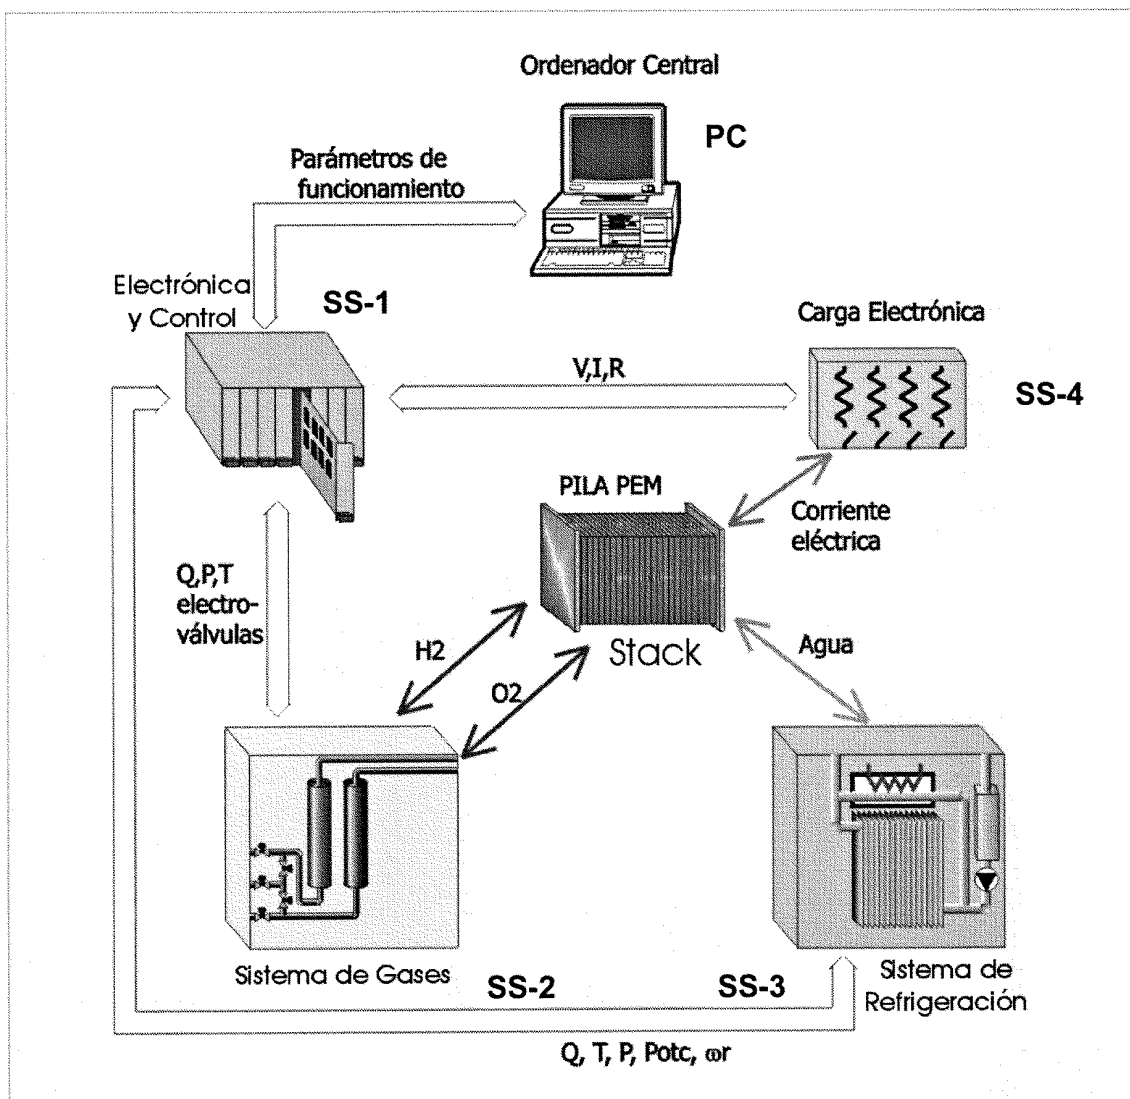 Ordenador Central
PC
Parámetros de
funcionamiento
Electrónica
y Control
SS-1
Carga Electrónica
V,I,R
SS-4
PILA PEM
Corriente
eléctrica
Q,P,T
electro-
válvulas
H2
Stack
Agua
O2
Sistema de Gases
SS-2
SS-3
Sistema de
Refrigeración
Q, T, P, Potc, ωr